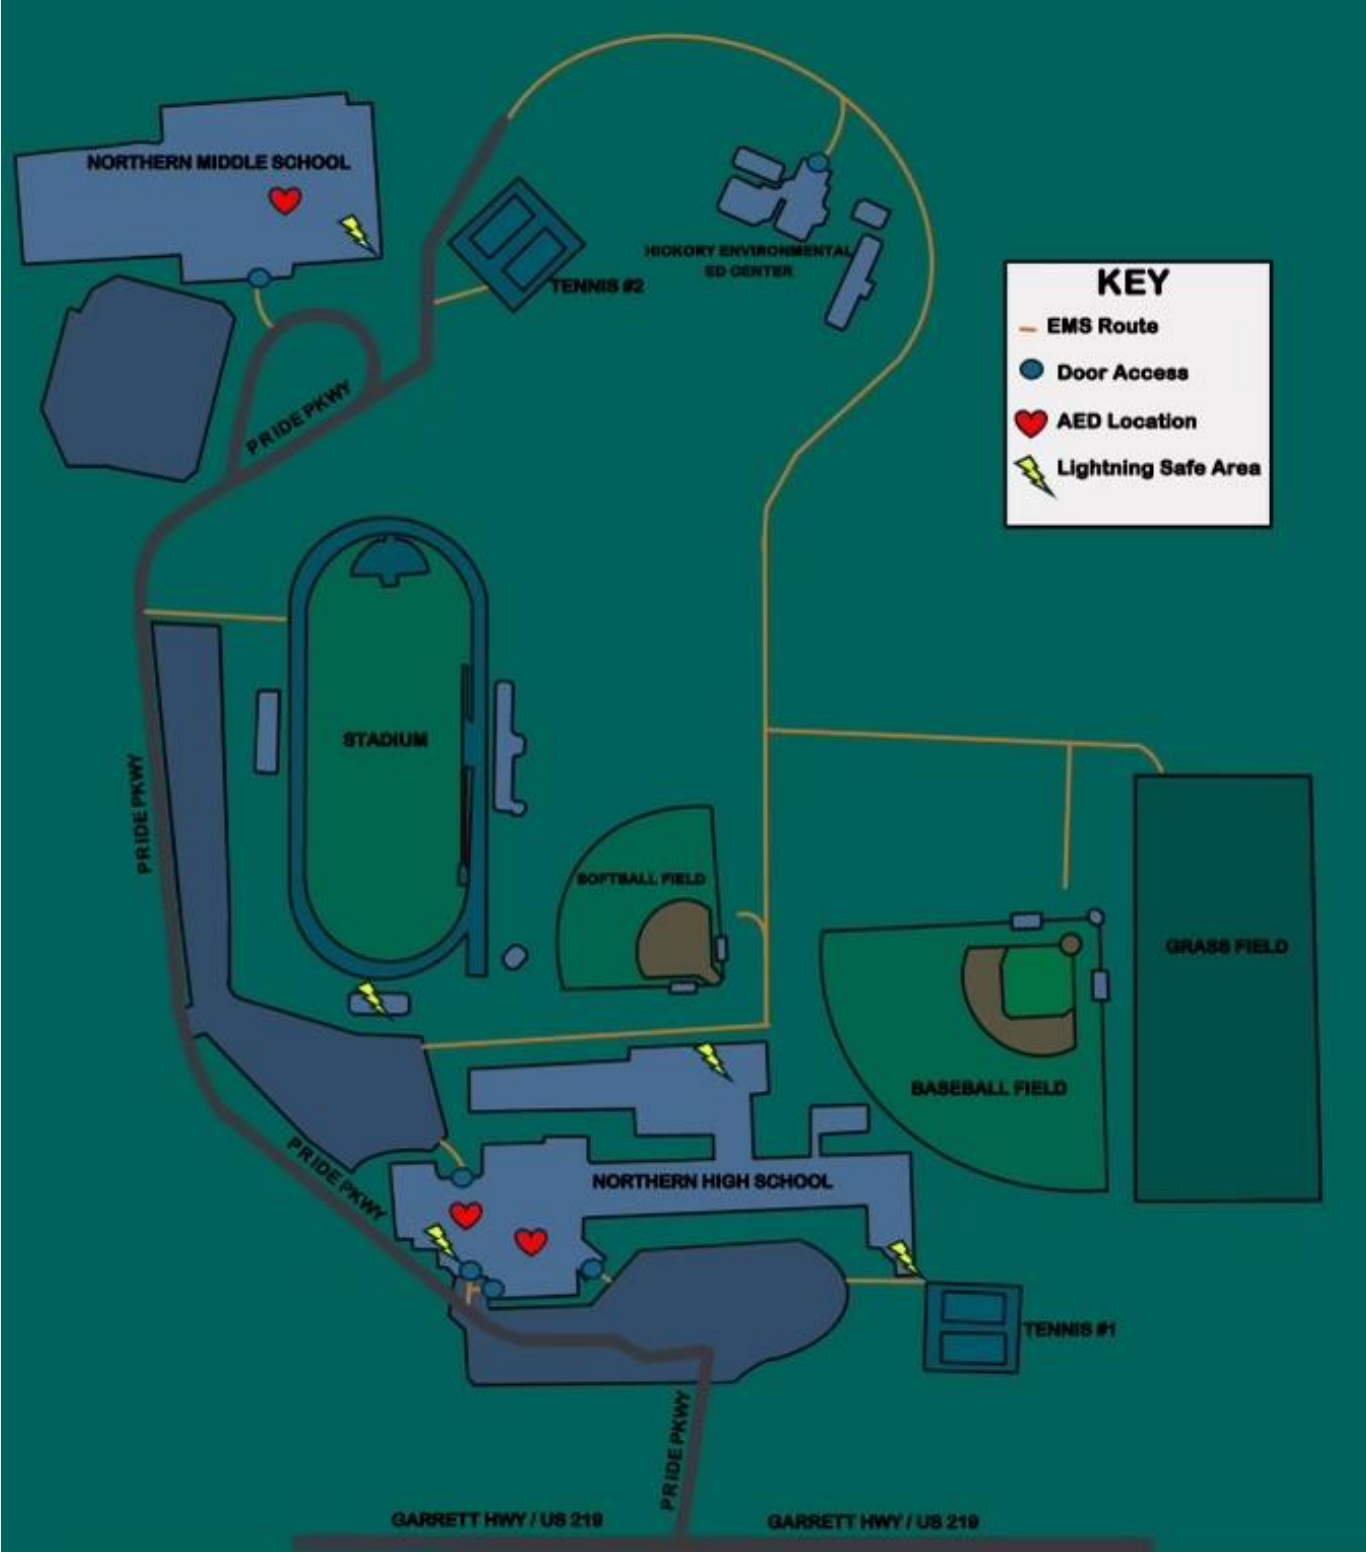 NORTHERN MIDDLE SCHOOL
HICKORY ENVIRONMENTAL
ED CENTER
TENNIS #2
KEY
EMS Route
Door Access
AED Location
Lightning Safe Area
PRIDE PKWY
STADIUM
PRIDE PKWY
SOFTBALL FIELD
GRASS FIELD
BASEBALL FIELD
PRIDE PKWY
NORTHERN HIGH SCHOOL
TENNIS #1
PRIDE PKWY
GARRETT HWY / US 219
GARRETT HWY / US 219